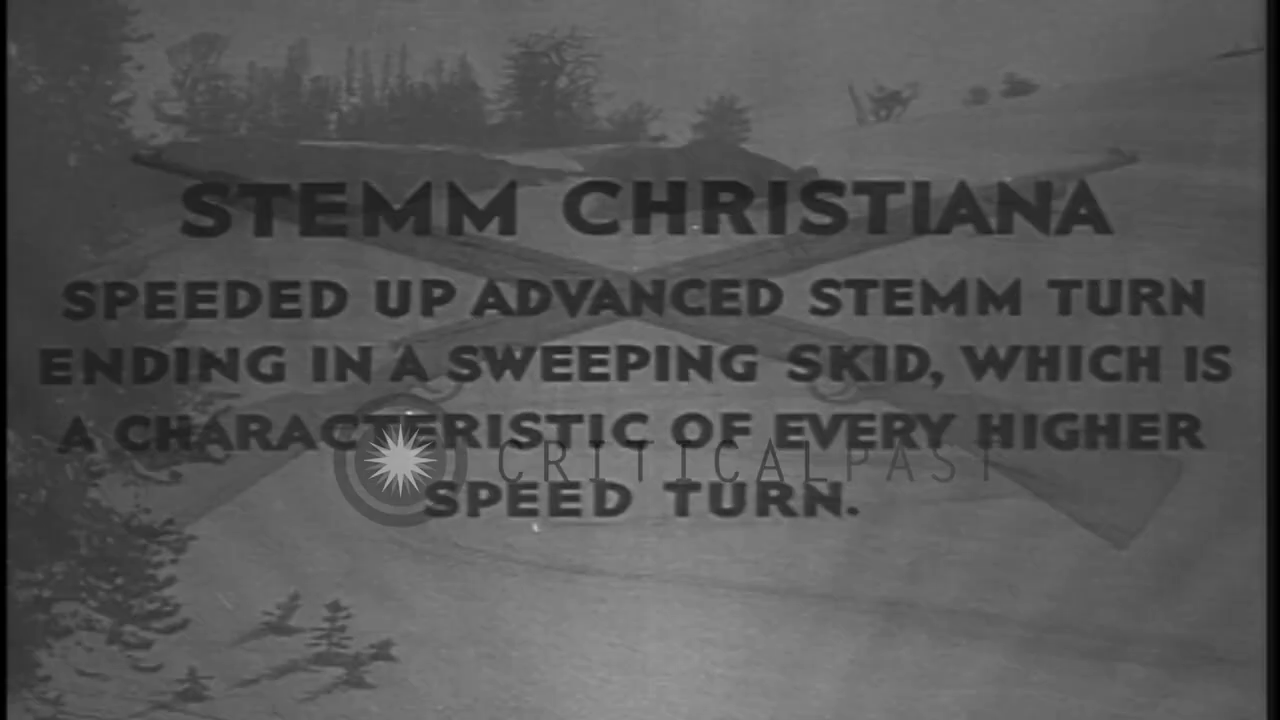 STEMM CHRISTIANA
SPEEDED UP ADVANCED STEMM TURN
ENDING IN A SWEEPING SKID, WHICH IS
A CHARACTERISTIC OF EVERY HIGHER
CRITICALPAST
SPEED TURN.